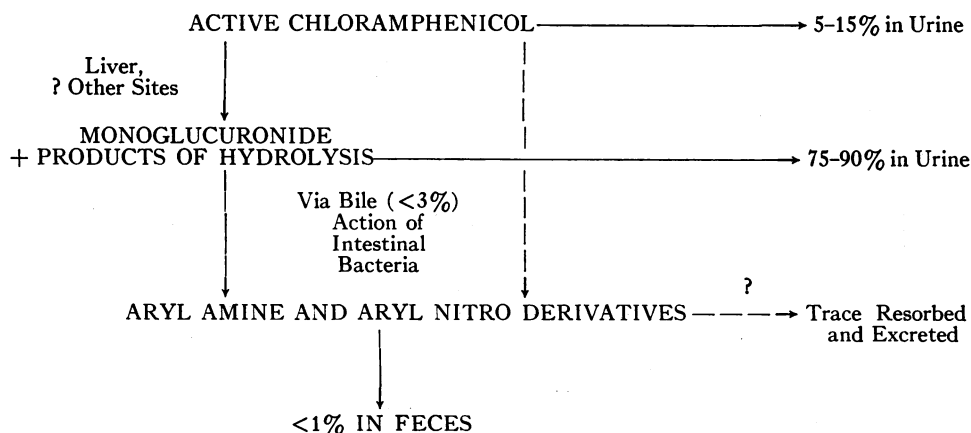 ACTIVE CHLORAMPHENICOL
5–15% in Urine
Liver,
? Other Sites
MONOGLUCURONIDE
+ PRODUCTS OF HYDROLYSIS
75-90% in Urine
Via Bile (<3%)
Action of
Intestinal
Bacteria
ARYL AMINE AND ARYL NITRO DERIVATIVES
?
Trace Resorbed
and Excreted
<1% IN FECES